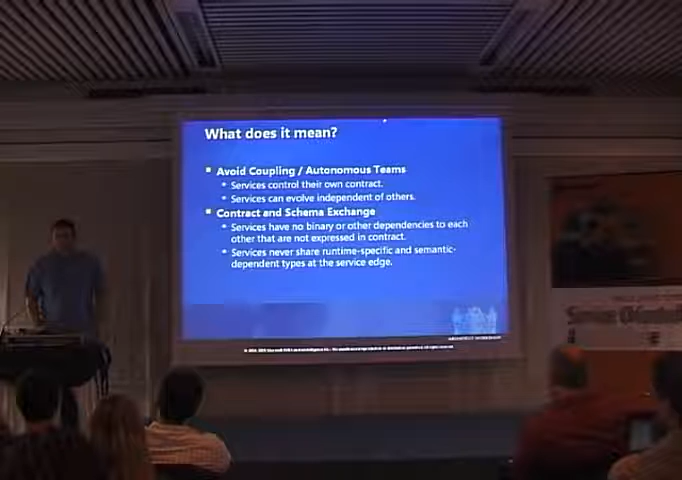 What does it mean?
Avoid Coupling / Autonomous Teams
Services control their own contract.
Services can evolve independent of others.
Contract and Schema Exchange
Services have no binary or other dependencies to each
other that are not expressed in contract.
Services never share runtime-specific and semantic-
dependent types at the service edge.